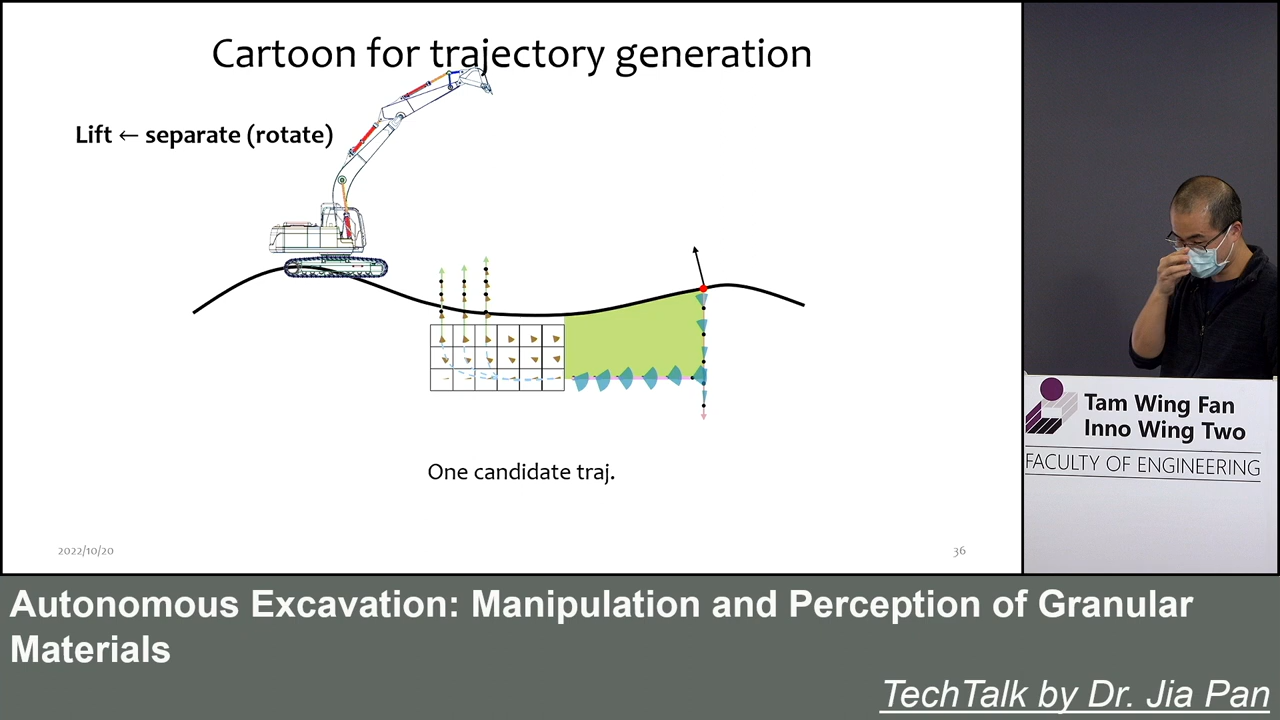 Cartoon for trajectory generation
Lift ← separate (rotate)
One candidate traj.
2022/10/20
36
Tam Wing Fan
Inno Wing Two
FACULTY OF ENGINEERING
Autonomous Excavation: Manipulation and Perception of Granular
Materials
TechTalk by Dr. Jia Pan